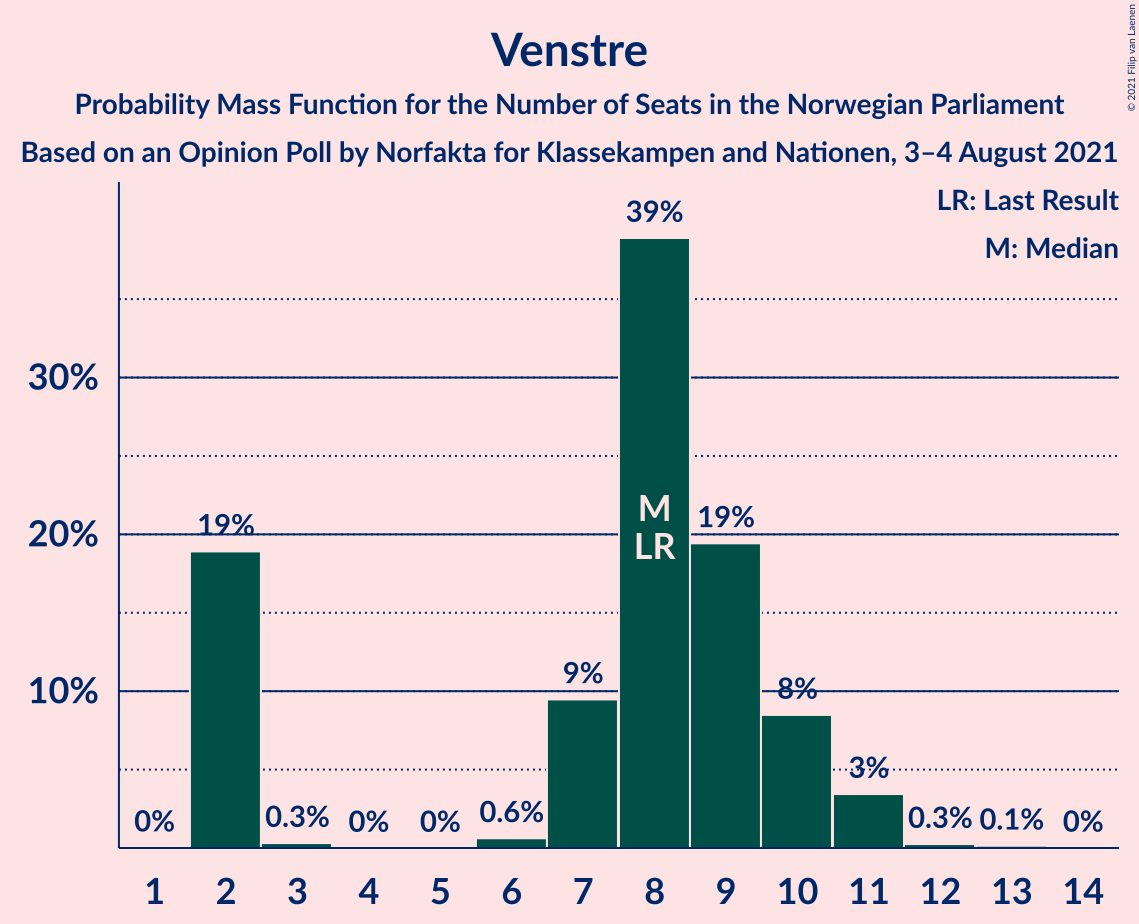 Venstre
Probability Mass Function for the Number of Seats in the Norwegian Parliament
Based on an Opinion Poll by Norfakta for Klassekampen and Nationen, 3–4 August 2021
© 2021 Filip van Laenen
LR: Last Result
M: Median
39%
30%
M
LR
19%
19%
20%
9%
8%
10%
3%
0%
0.3%
0%
0%
0.6%
0.3%
0.1%
0%
1 2 3 4 5 6 7 8 9 10 11 12 13 14